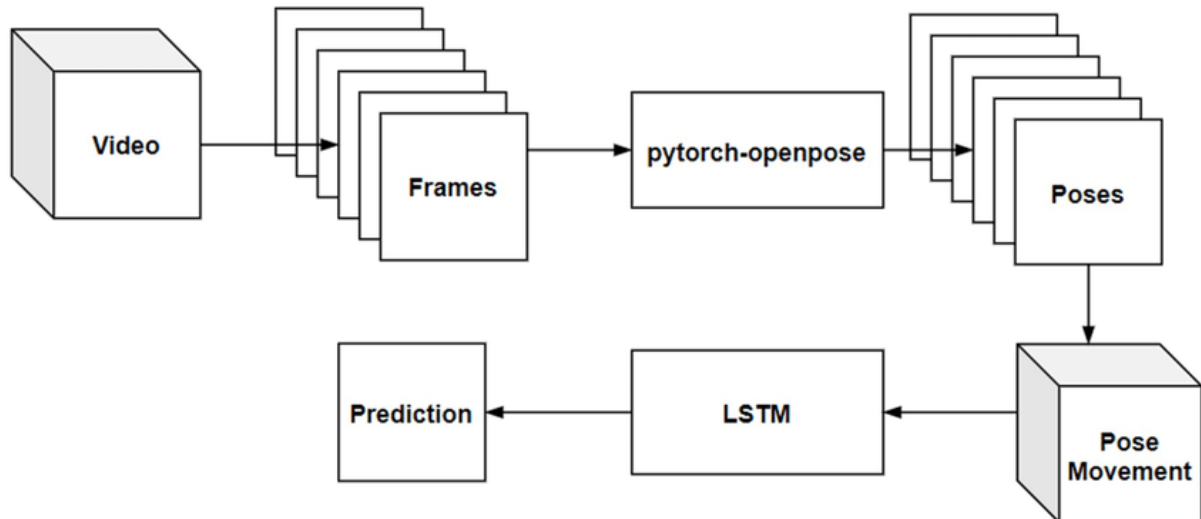 Video
Frames
pytorch-openpose
Poses
Prediction
LSTM
Pose
Movement